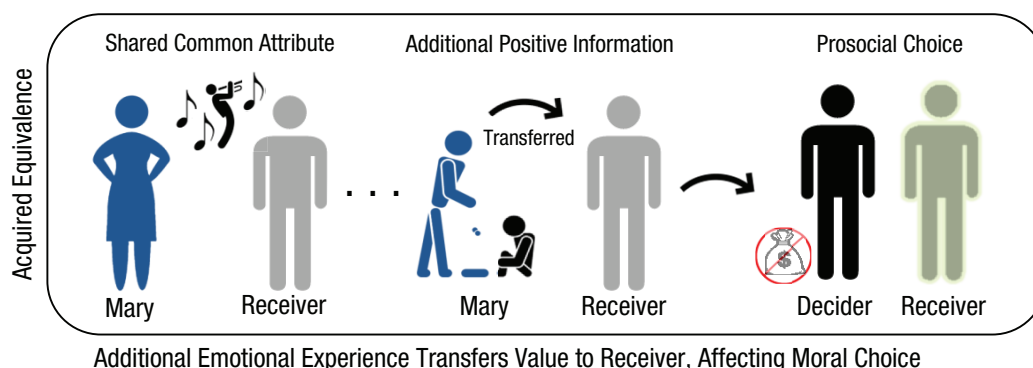 Acquired Equivalence
Shared Common Attribute
Additional Positive Information
Prosocial Choice
Transferred
$
Mary
Receiver
Mary
Receiver
Decider
Receiver
Additional Emotional Experience Transfers Value to Receiver, Affecting Moral Choice